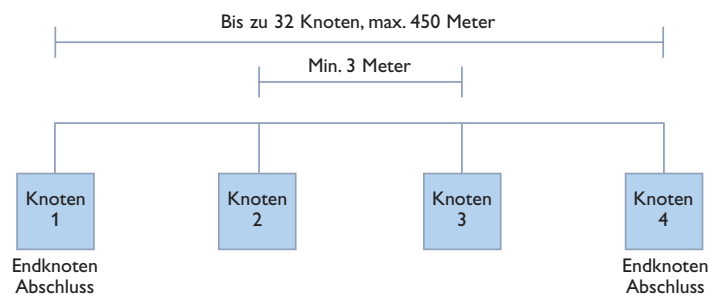 Bis zu 32 Knoten, max. 450 Meter
Min. 3 Meter
Knoten
1
Knoten
2
Knoten
3
Knoten
4
Endknoten
Abschluss
Endknoten
Abschluss